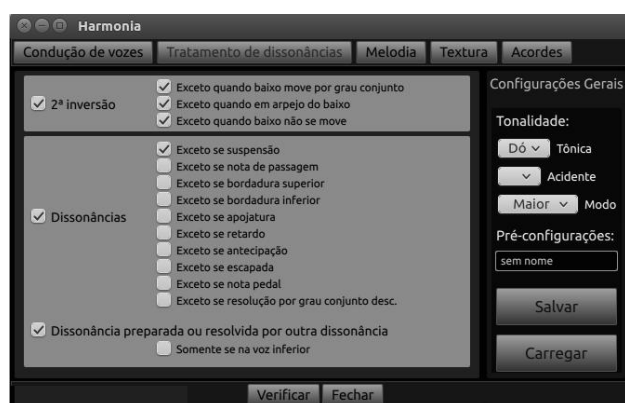 Harmonia
Condução de vozes Tratamento de dissonâncias Melodia Textura Acordes
2ª inversão
Exceto quando baixo move por grau conjunto
Exceto quando em arpejo do baixo
Exceto quando baixo não se move
Dissonâncias
Exceto se suspensão
Exceto se nota de passagem
Exceto se bordadura superior
Exceto se bordadura inferior
Exceto se apojatura
Exceto se retardo
Exceto se antecipação
Exceto se escapada
Exceto se nota pedal
Exceto se resolução por grau conjunto desc.
Dissonância preparada ou resolvida por outra dissonância
Somente se na voz inferior
Configurações Gerais
Tonalidade:
Dó Tônica
Acidente
Maior Modo
Pré-configurações:
sem nome
Salvar
Carregar
Verificar Fechar